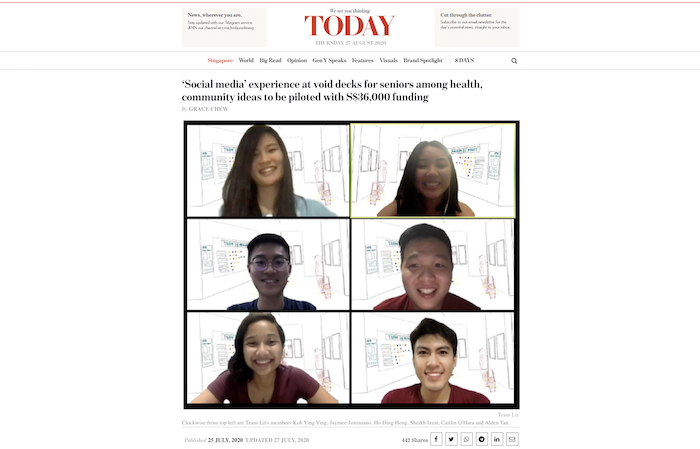 We set you thinking
News, wherever you are.
Stay updated with our Telegram service.
JOIN our channel at t.me/todayonlinesg
TODAY
THURSDAY 27 AUGUST 2020
Cut through the clutter.
Subscribe to our email newsletter for the
day's essential news, straight to your inbox.
Singapore World Big Read Opinion Gen Y Speaks Features Visuals Brand Spotlight 8 DAYS
‘Social media’ experience at void decks for seniors among health,
community ideas to be piloted with S$36,000 funding
By GRACE CHEW
Team Lit
Clockwise from top left are Team Lit's members Koh Ying Ying, Jaymee Justiniano, Ho Ding Heng, Sheikh Izzat, Caitlin O'Hara and Alden Tan
Published 25 JULY, 2020 UPDATED 27 JULY, 2020
442 Shares